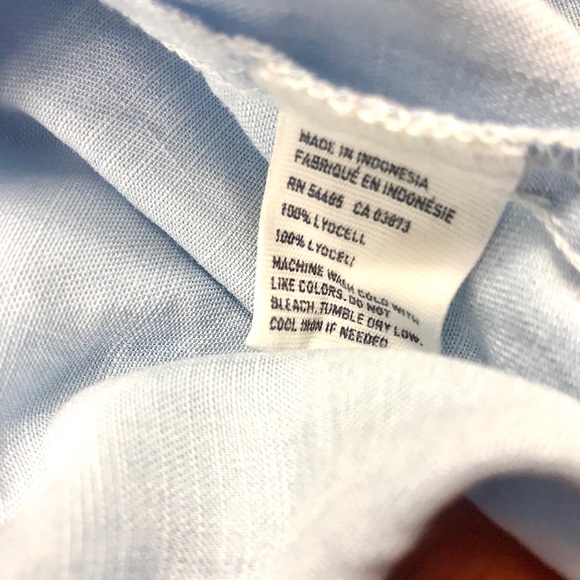 MADE IN INDONESIA
FABRIQUÉ EN INDONÉSIE
RN 54485 CA 03873
100% LYOCELL
100% LYOCELL
MACHINE WASH COLD WITH
LIKE COLORS. DO NOT
BLEACH. TUMBLE DRY LOW.
COOL IRON IF NEEDED